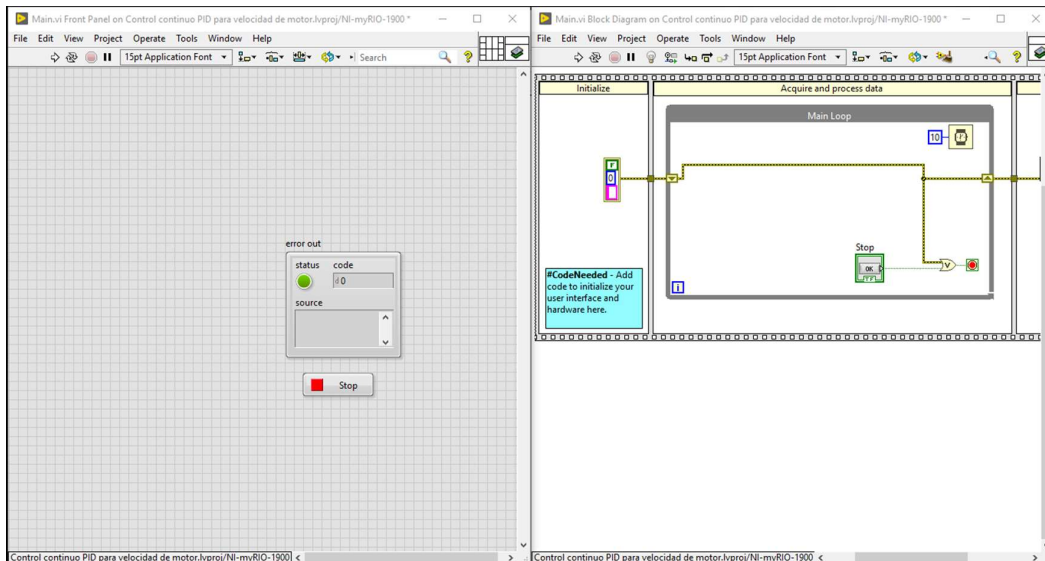 Main.vi Front Panel on Control continuo PID para velocidad de motor.lvproj/NI-myRIO-1900 *
File Edit View Project Operate Tools Window Help
15pt Application Font
Search
error out
status code
d 0
source
Stop
Control continuo PID para velocidad de motor.lvproj/NI-myRIO-1900
Main.vi Block Diagram on Control continuo PID para velocidad de motor.lvproj/NI-myRIO-1900 *
File Edit View Project Operate Tools Window Help
15pt Application Font
Initialize
Acquire and process data
Main Loop
10
F
0
Stop
OK
TF
V
#CodeNeeded - Add
code to initialize your
user interface and
hardware here.
i
Control continuo PID para velocidad de motor.lvproj/NI-myRIO-1900